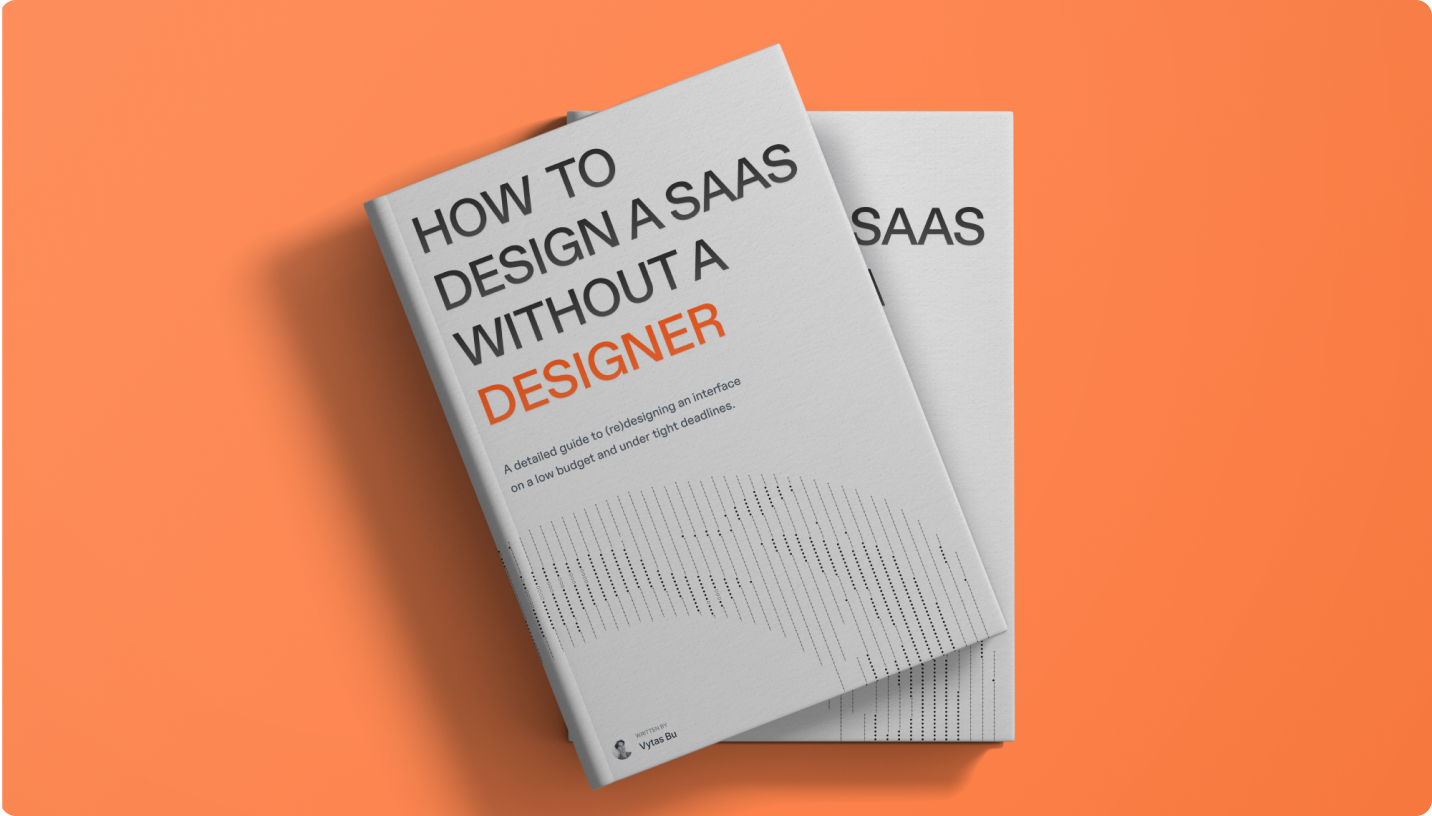 HOW TO
DESIGN A SAAS
WITHOUT A
DESIGNER
A detailed guide to (re)designing an interface
on a low budget and under tight deadlines.
WRITTEN BY
Vytas Bu
SAAS